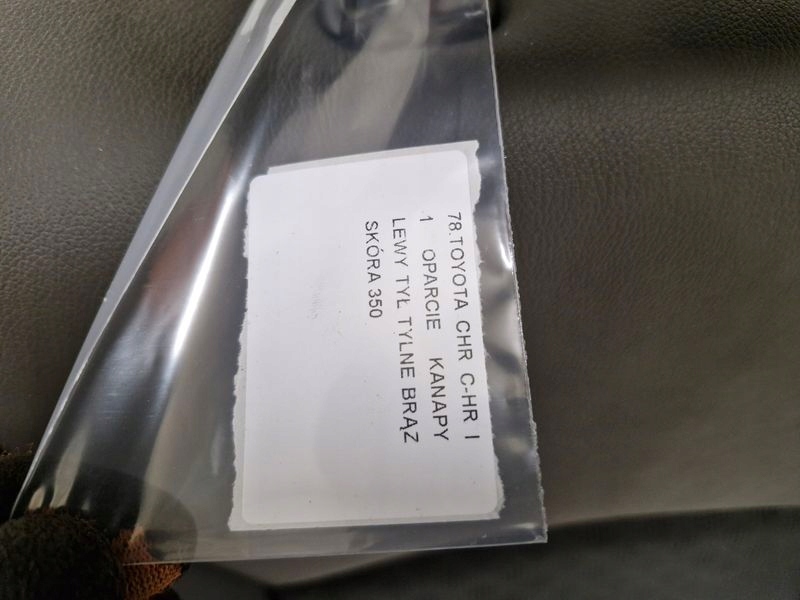 78.TOYOTA CHR C-HR I
1 OPARCIE KANAPY
LEWY TYŁ TYLNE BRĄZ
SKÓRA 350